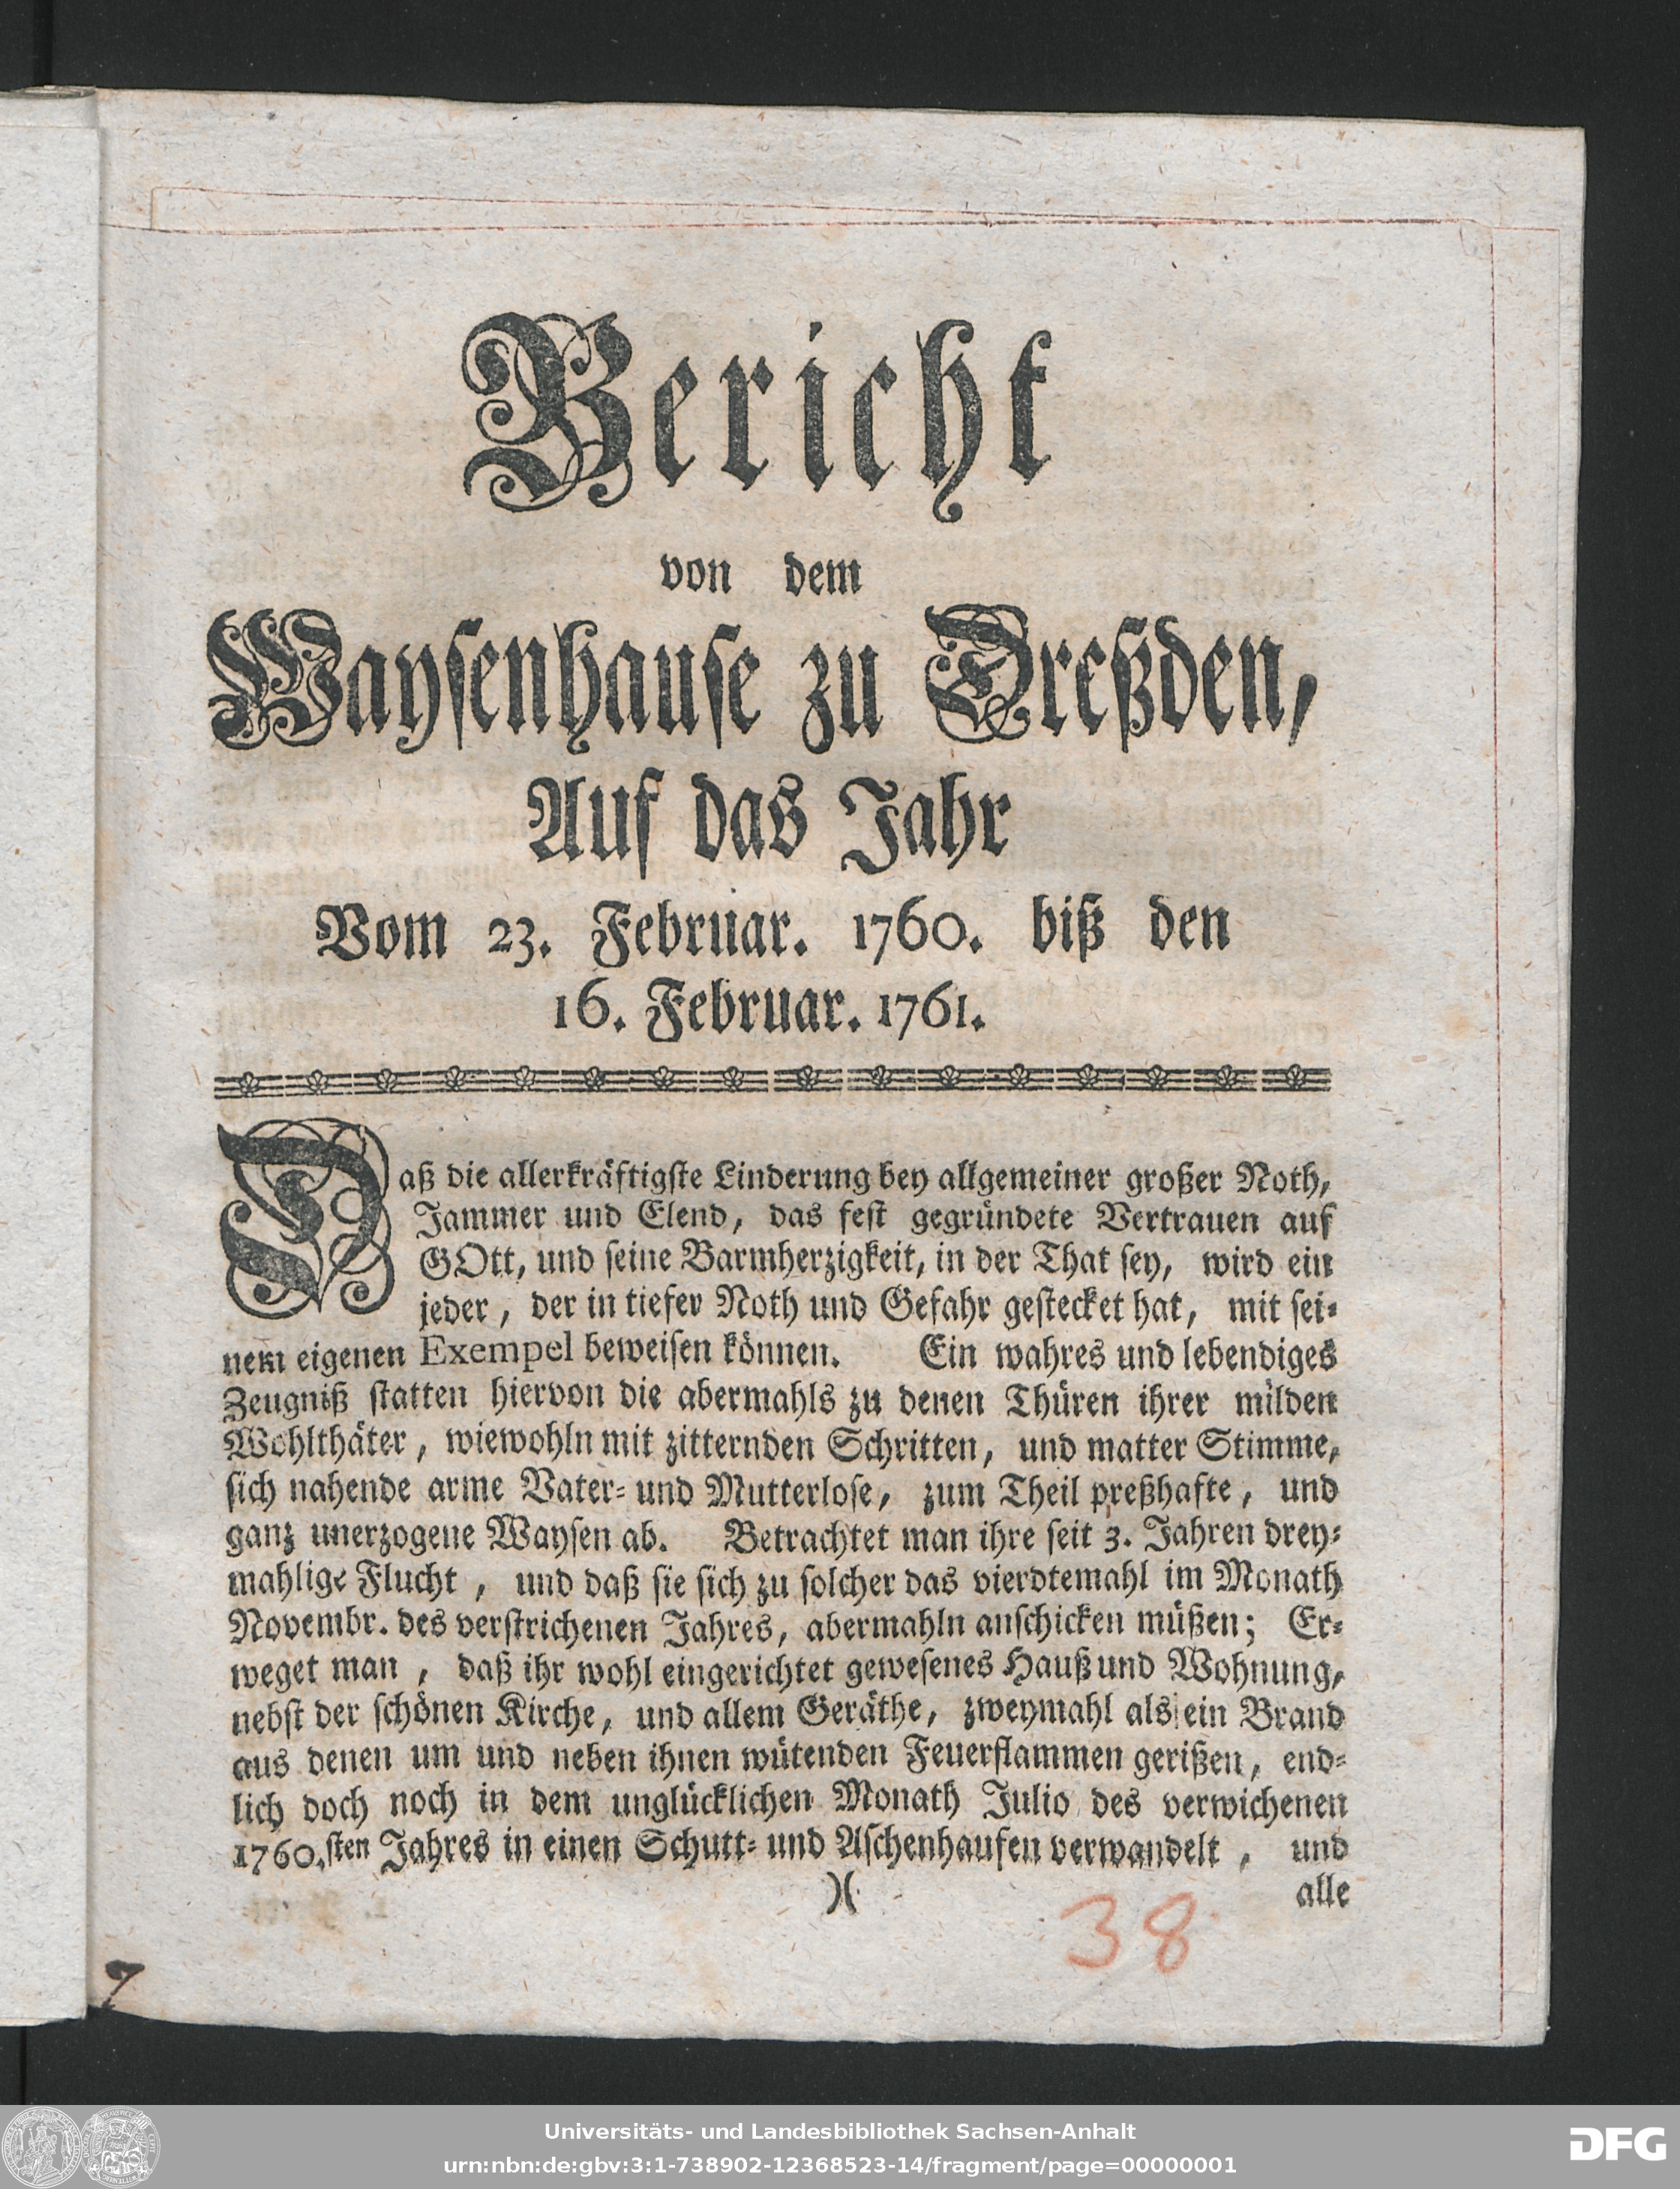 Bericht
von dem
Waysenhause zu Dreßden,
Auf das Jahr
Vom 23. Februar. 1760. biß den
16. Februar. 1761.
Daß die allerkräftigste Linderung bey allgemeiner großer Noth,
Jammer und Elend, das fest gegründete Vertrauen auf
GOtt, und seine Barmherzigkeit, in der That sey, wird ein
jeder, der in tiefer Noth und Gefahr gestecket hat, mit sei-
nem eigenen Exempel beweisen können. Ein wahres und lebendiges
Zeugniß statten hiervon die abermahls zu denen Thüren ihrer milden
Wohlthäter, wiewohln mit zitternden Schritten, und matter Stimme,
sich nahende arme Vater- und Mutterlose, zum Theil preßhafte, und
ganz unerzogene Waysen ab. Betrachtet man ihre seit 3. Jahren drey-
mahlige Flucht, und daß sie sich zu solcher das vierdtemahl im Monath
Novembr. des verstrichenen Jahres, abermahln anschicken müßen; Er-
weget man, daß ihr wohl eingerichtet gewesenes Hauß und Wohnung,
nebst der schönen Kirche, und allem Geräthe, zweymahl als ein Brand
aus denen um und neben ihnen wütenden Feuerflammen gerißen, end-
lich doch noch in dem unglücklichen Monath Julio des verwichenen
1760.sten Jahres in einen Schutt- und Aschenhaufen verwandelt, und
)(
alle
38
7
Universitäts- und Landesbibliothek Sachsen-Anhalt
urn:nbn:de:gbv:3:1-738902-12368523-14/fragment/page=00000001
DFG